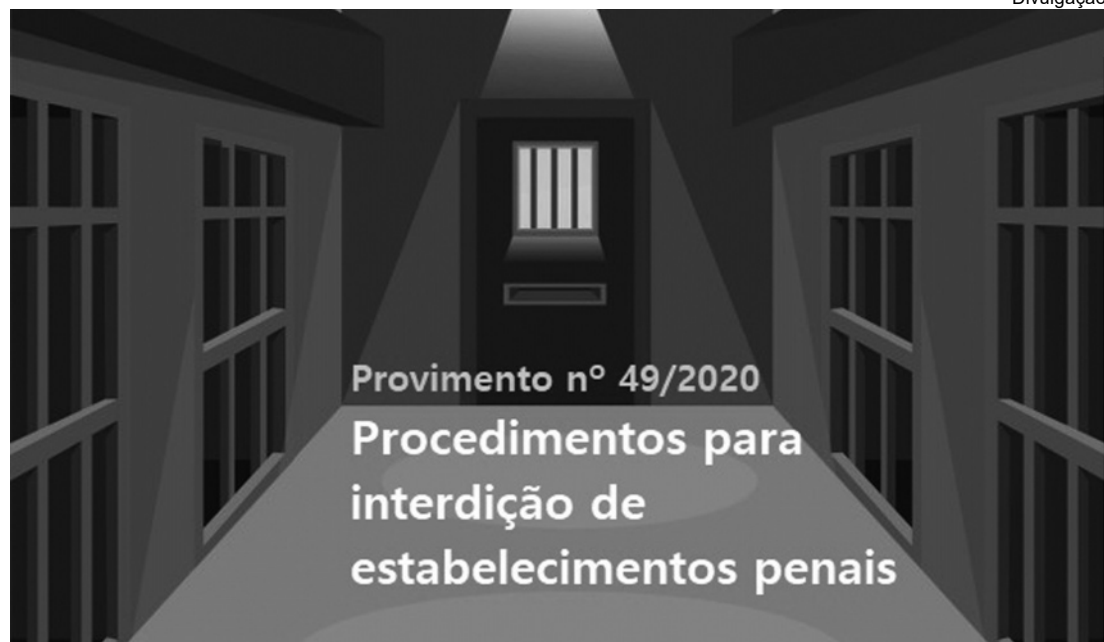 Divulgação
Provimento nº 49/2020
Procedimentos para
interdição de
estabelecimentos penais